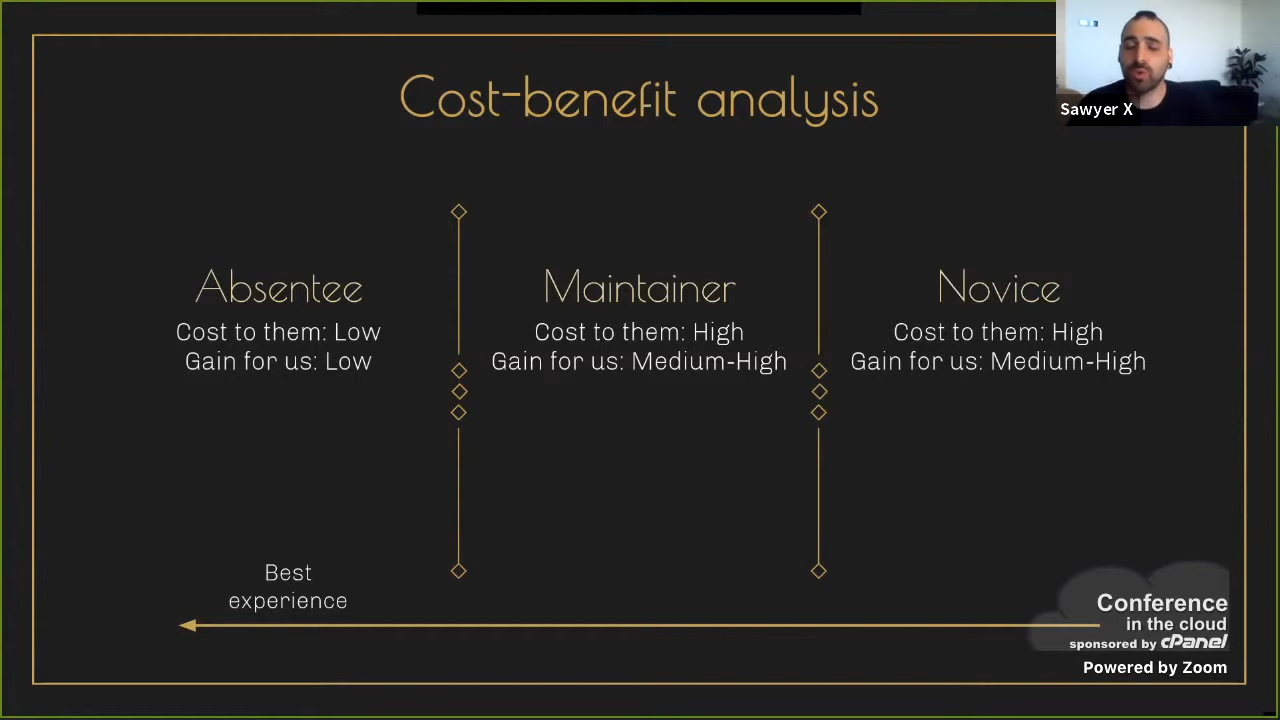 Cost-benefit analysis
Sawyer X
Absentee
Cost to them: Low
Gain for us: Low
Maintainer
Cost to them: High
Gain for us: Medium-High
Novice
Cost to them: High
Gain for us: Medium-High
Best
experience
Conference
in the cloud
sponsored by cPanel
Powered by Zoom